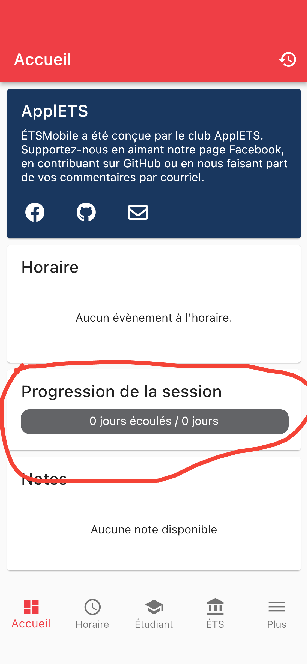 Accueil
ApplETS
ÉTSMobile a été conçue par le club ApplETS.
Supportez-nous en aimant notre page Facebook,
en contribuant sur GitHub ou en nous faisant part
de vos commentaires par courriel.
Horaire
Aucun évènement à l'horaire.
Progression de la session
0 jours écoulés / 0 jours
Notes
Aucune note disponible
Accueil
Horaire
Étudiant
ÉTS
Plus